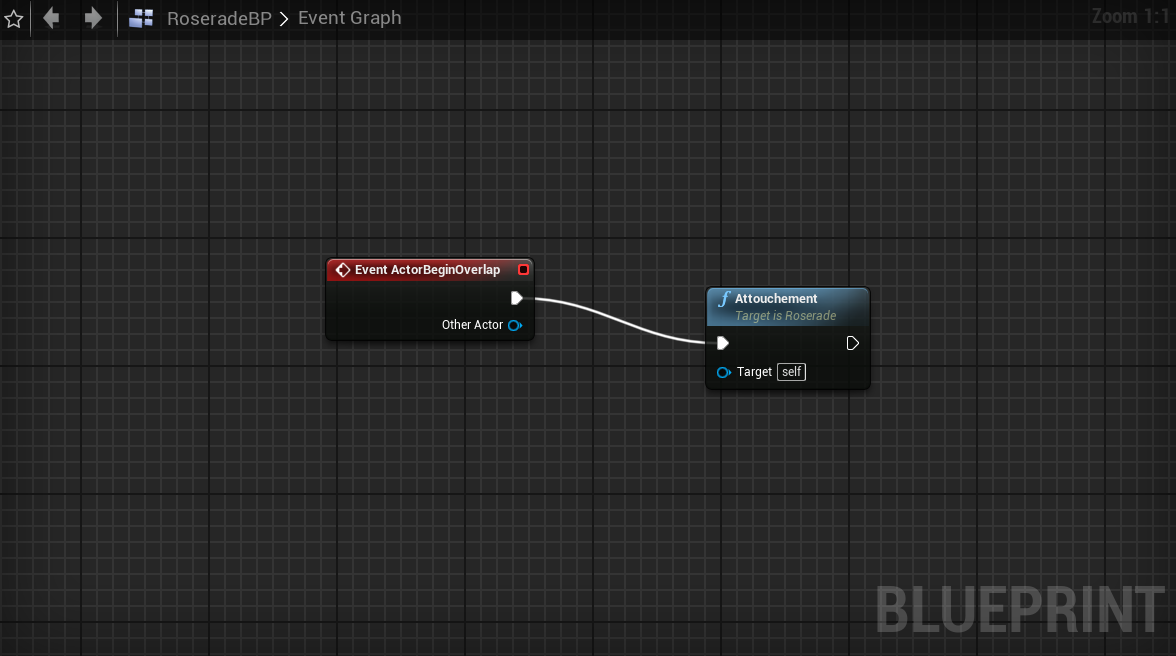 RoseradeBP > Event Graph
Zoom 1:1
Event ActorBeginOverlap
Other Actor
f Attouchement
Target is Roserade
Target self
BLUEPRINT